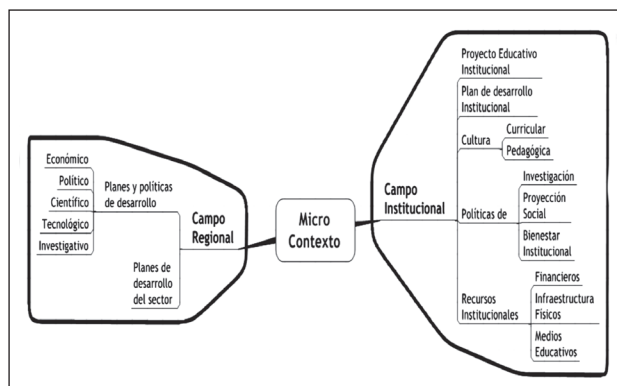 Económico
Político
Científico
Tecnológico
Investigativo
Planes y políticas
de desarrollo
Planes de
desarrollo
del sector
Campo
Regional
Micro
Contexto
Campo
Institucional
Proyecto Educativo
Institucional
Plan de desarrollo
Institucional
Cultura
Curricular
Pedagógica
Políticas de
Investigación
Proyección
Social
Bienestar
Institucional
Recursos
Institucionales
Financieros
Infraestructura
Físicos
Medios
Educativos